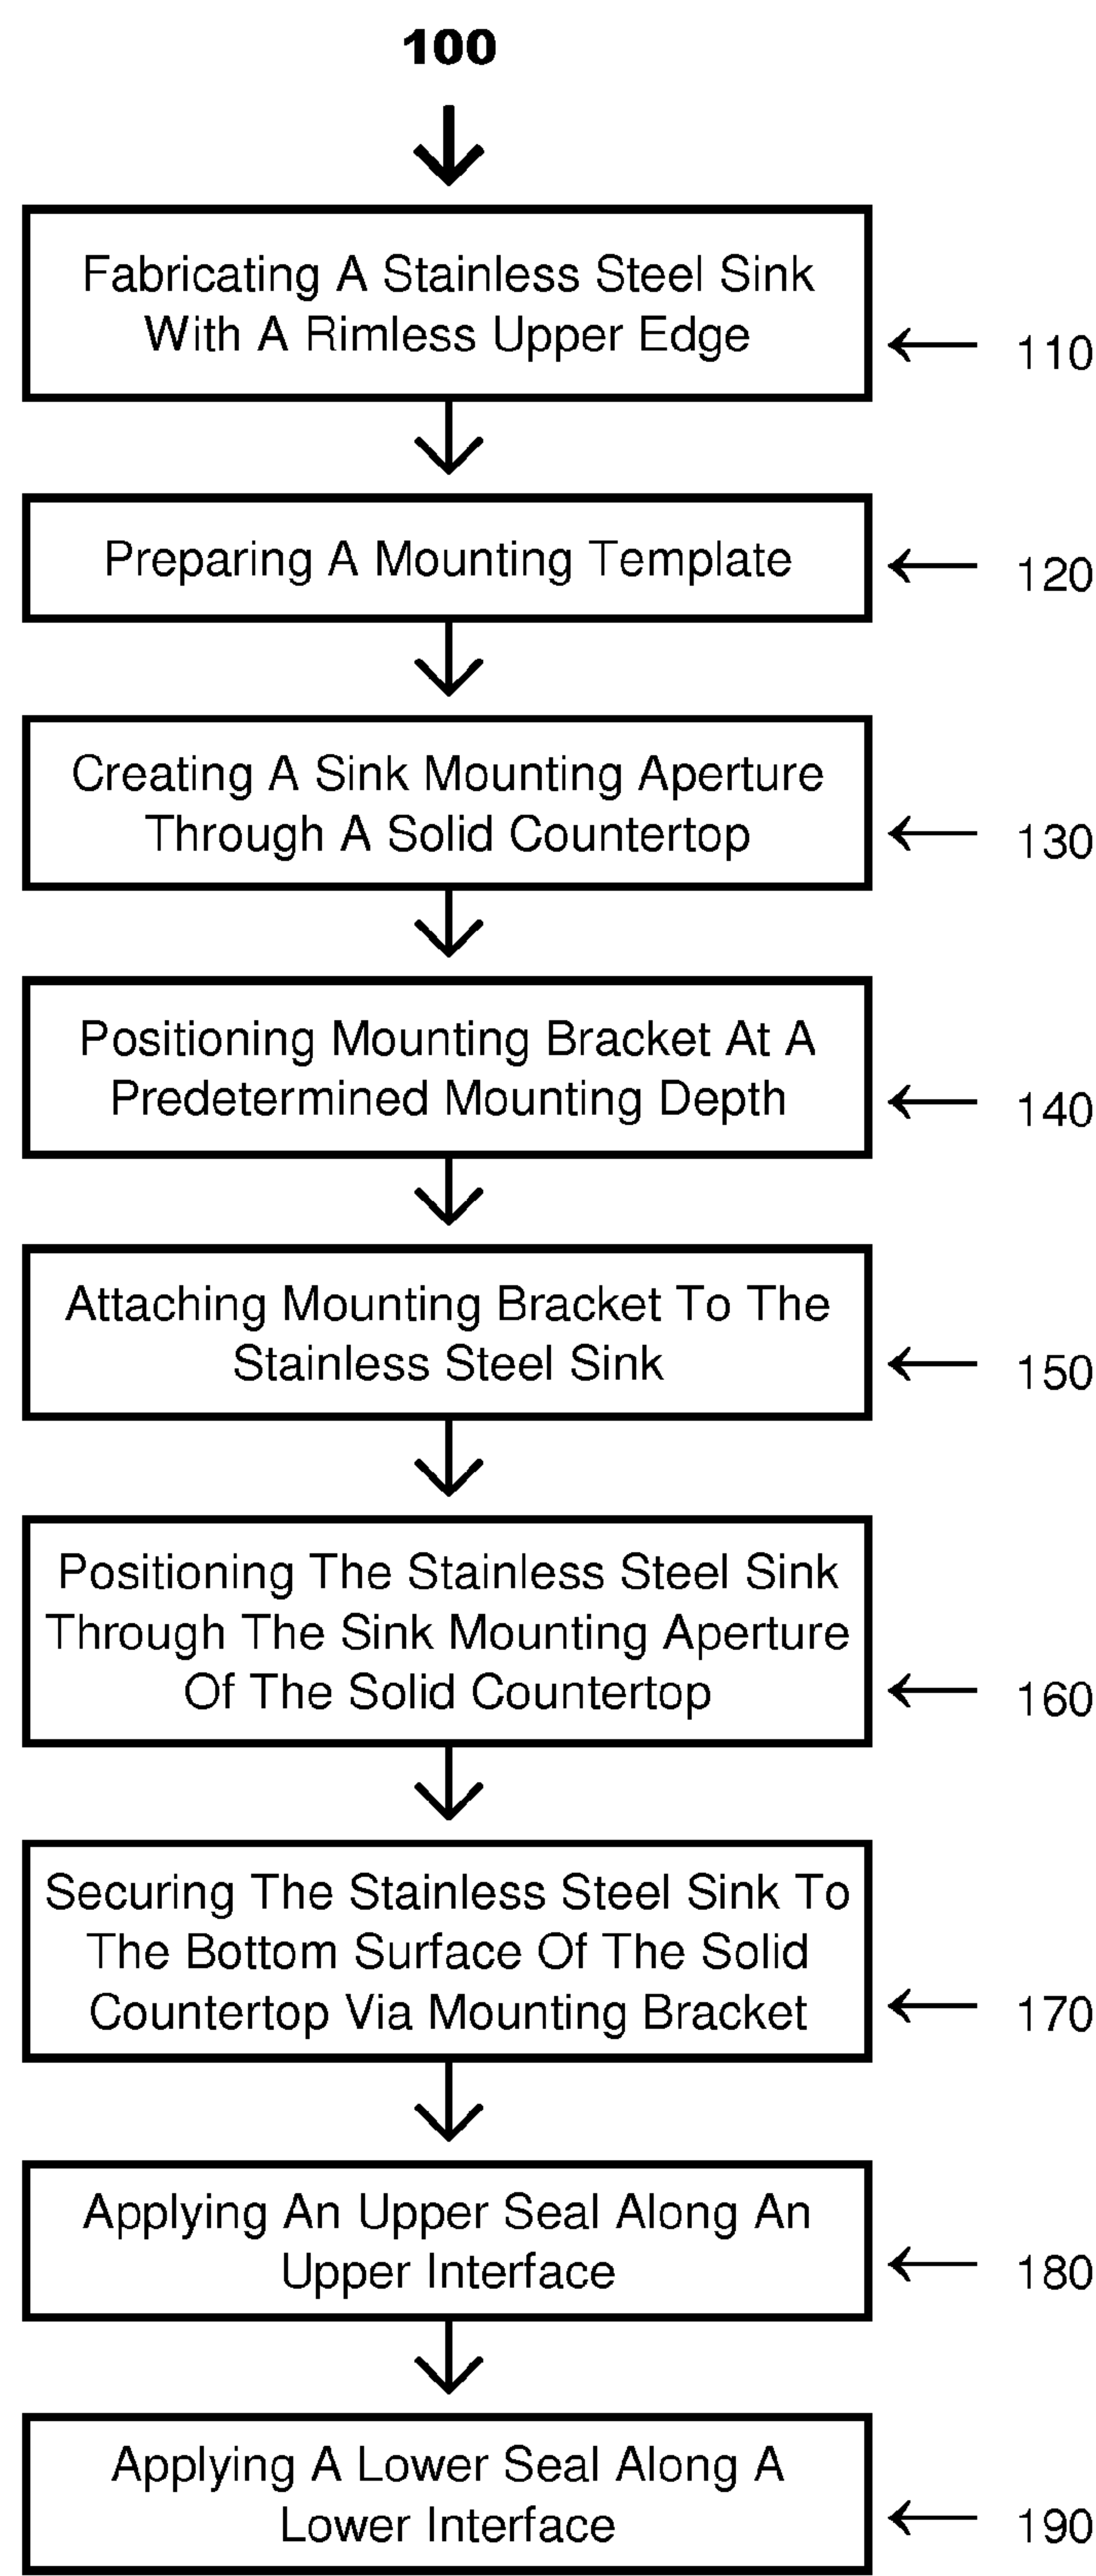 100
Fabricating A Stainless Steel Sink
With A Rimless Upper Edge
110
Preparing A Mounting Template
120
Creating A Sink Mounting Aperture
Through A Solid Countertop
130
Positioning Mounting Bracket At A
Predetermined Mounting Depth
140
Attaching Mounting Bracket To The
Stainless Steel Sink
150
Positioning The Stainless Steel Sink
Through The Sink Mounting Aperture
Of The Solid Countertop
160
Securing The Stainless Steel Sink To
The Bottom Surface Of The Solid
Countertop Via Mounting Bracket
170
Applying An Upper Seal Along An
Upper Interface
180
Applying A Lower Seal Along A
Lower Interface
190